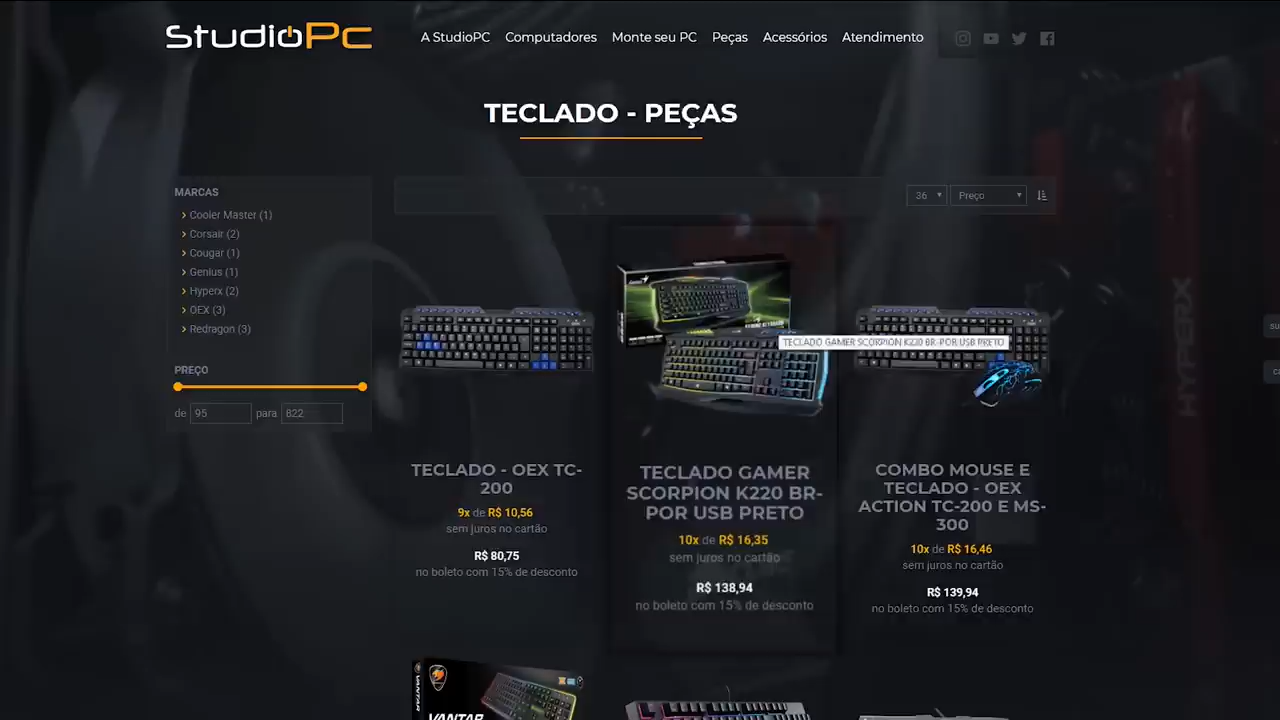 StudioPc
A StudioPC Computadores Monte seu PC Peças Acessórios Atendimento
TECLADO - PEÇAS
MARCAS
Cooler Master (1)
Corsair (2)
Cougar (1)
Genius (1)
Hyperx (2)
OEX (3)
Redragon (3)
PREÇO
de 95 para 822
36 Preço
TECLADO GAMER SCORPION K220 BR-POR USB PRETO
TECLADO - OEX TC-
200
9x de R$ 10,56
sem juros no cartão
R$ 80,75
no boleto com 15% de desconto
TECLADO GAMER
SCORPION K220 BR-
POR USB PRETO
10x de R$ 16,35
sem juros no cartão
R$ 138,94
no boleto com 15% de desconto
COMBO MOUSE E
TECLADO - OEX
ACTION TC-200 E MS-
300
10x de R$ 16,46
sem juros no cartão
R$ 139,94
no boleto com 15% de desconto
HYPERX
VANTAR
VANTAR